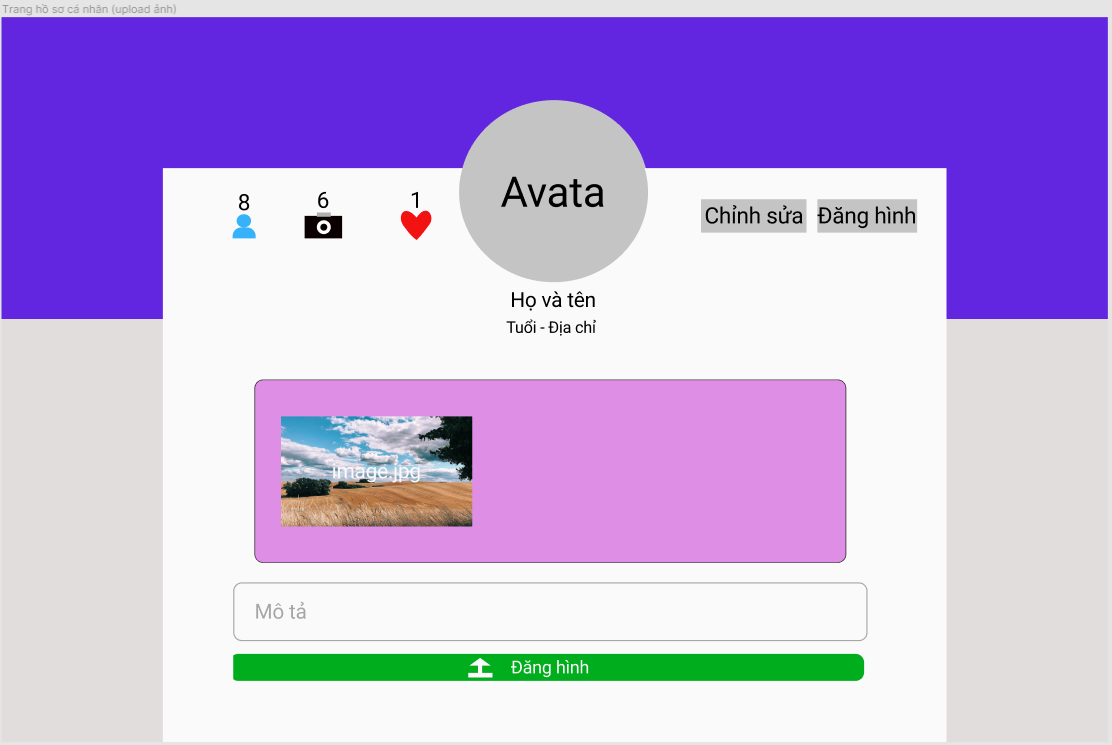 Trang hồ sơ cá nhân (upload ảnh)
8
6
1
Avata
Chỉnh sửa
Đăng hình
Họ và tên
Tuổi - Địa chỉ
image.jpg
Mô tả
Đăng hình